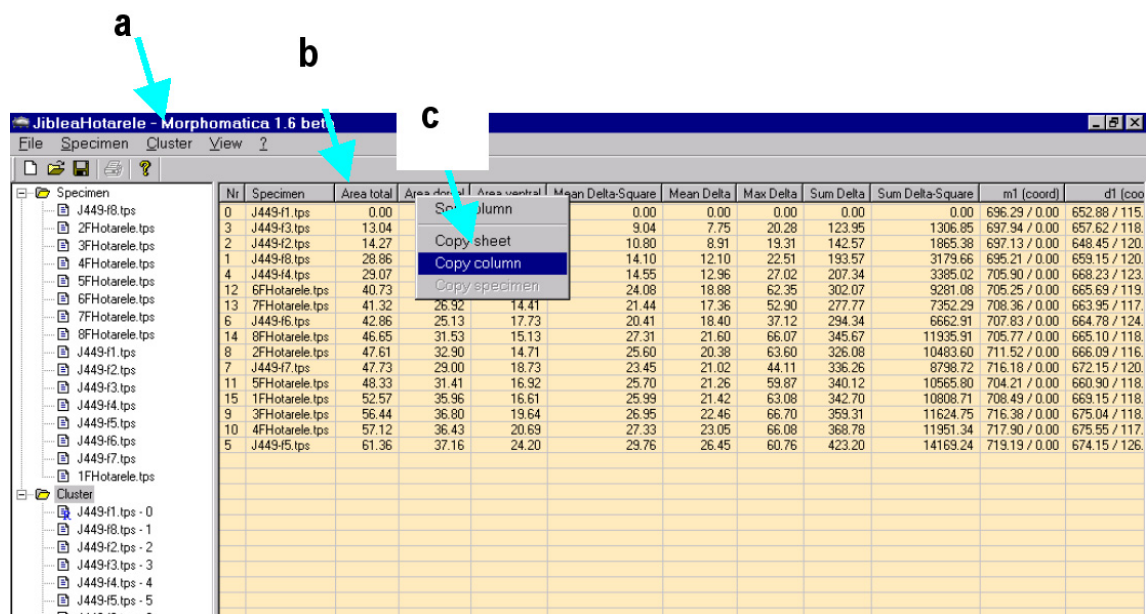 a
b
c
JibleaHotarele - Morphomatica 1.6 beta
File Specimen Cluster View ?
Specimen
J449-f8.tps
2FHotarele.tps
3FHotarele.tps
4FHotarele.tps
5FHotarele.tps
6FHotarele.tps
7FHotarele.tps
8FHotarele.tps
J449-f1.tps
J449-f2.tps
J449-f3.tps
J449-f4.tps
J449-f5.tps
J449-f6.tps
J449-f7.tps
1FHotarele.tps
Cluster
J449-f1.tps - 0
J449-f8.tps - 1
J449-f2.tps - 2
J449-f3.tps - 3
J449-f4.tps - 4
J449-f5.tps - 5
Nr Specimen Area total Area dorsal Area ventral Mean Delta-Square Mean Delta Max Delta Sum Delta Sum Delta-Square m1 (coord) d1 (coo
0 J449-f1.tps 0.00 0.00 0.00 0.00 0.00 0.00 696.29 / 0.00 652.88 / 115.
3 J449-f3.tps 13.04 9.04 7.75 20.28 123.95 1306.85 697.94 / 0.00 657.62 / 118.
2 J449-f2.tps 14.27 10.80 8.91 19.31 142.57 1865.38 697.13 / 0.00 648.45 / 120.
1 J449-f8.tps 28.86 14.10 12.10 22.51 193.57 3179.66 695.21 / 0.00 659.15 / 120.
4 J449-f4.tps 29.07 14.55 12.96 27.02 207.34 3385.02 705.90 / 0.00 668.23 / 123.
12 6FHotarele.tps 40.73 24.08 18.88 62.35 302.07 9281.08 705.25 / 0.00 665.69 / 119.
13 7FHotarele.tps 41.32 26.92 14.41 21.44 17.36 52.90 277.77 7352.29 708.36 / 0.00 663.95 / 117.
6 J449-f6.tps 42.86 25.13 17.73 20.41 18.40 37.12 294.34 6662.91 707.83 / 0.00 664.78 / 124.
14 8FHotarele.tps 46.65 31.53 15.13 27.31 21.60 66.07 345.67 11935.91 705.77 / 0.00 665.10 / 118.
8 2FHotarele.tps 47.61 32.90 14.71 25.60 20.38 63.60 326.08 10483.60 711.52 / 0.00 666.09 / 116.
7 J449-f7.tps 47.73 29.00 18.73 23.45 21.02 44.11 336.26 8798.72 716.18 / 0.00 672.15 / 120.
11 5FHotarele.tps 48.33 31.41 16.92 25.70 21.26 59.87 340.12 10565.80 704.21 / 0.00 660.90 / 118.
15 1FHotarele.tps 52.57 35.96 16.61 25.99 21.42 63.08 342.70 10808.71 708.49 / 0.00 669.15 / 118.
9 3FHotarele.tps 56.44 36.80 19.64 26.95 22.46 66.70 359.31 11624.75 716.38 / 0.00 675.04 / 118.
10 4FHotarele.tps 57.12 36.43 20.69 27.33 23.05 66.08 368.78 11951.34 717.90 / 0.00 675.55 / 117.
5 J449-f5.tps 61.36 37.16 24.20 29.76 26.45 60.76 423.20 14169.24 719.19 / 0.00 674.15 / 126.
Sort column
Copy sheet
Copy column
Copy specimen